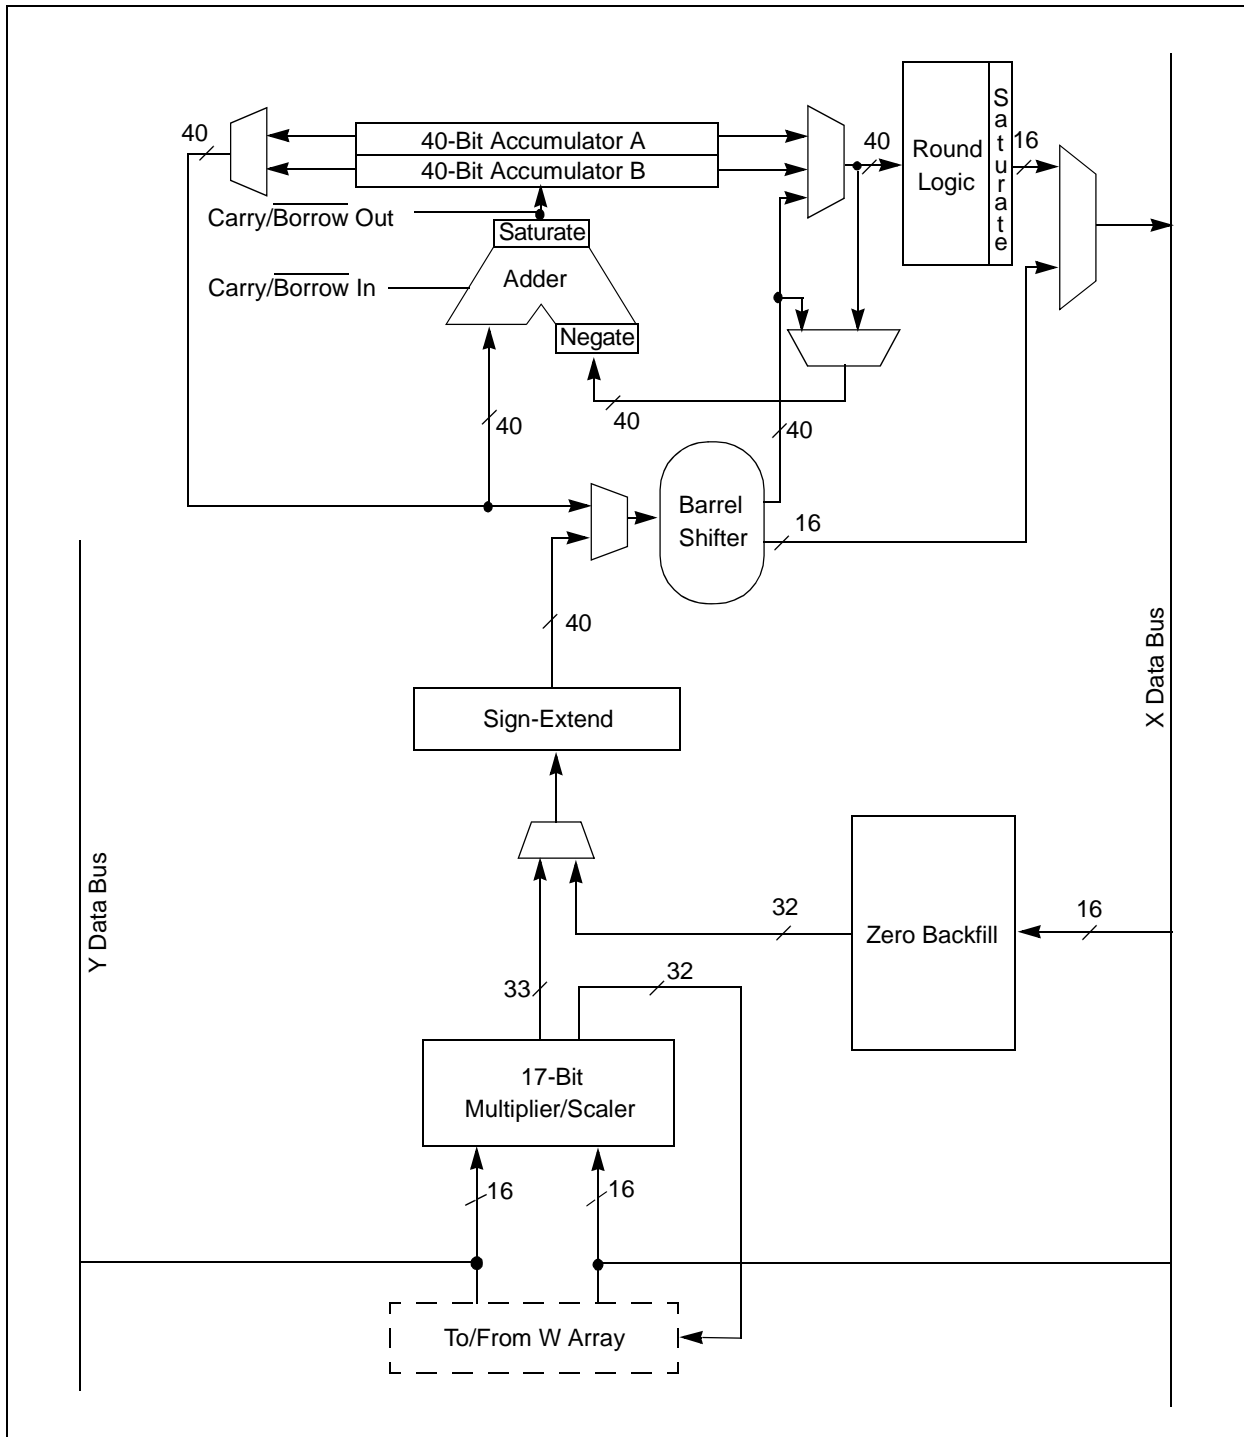 40
40-Bit Accumulator A
40-Bit Accumulator B
Carry/Borrow Out
Saturate
Carry/Borrow In
Adder
Negate
40
Round
Logic
Saturate
16
40
40
40
Barrel
Shifter
16
40
Sign-Extend
X Data Bus
Y Data Bus
32
Zero Backfill
16
33
32
17-Bit
Multiplier/Scaler
16
16
To/From W Array